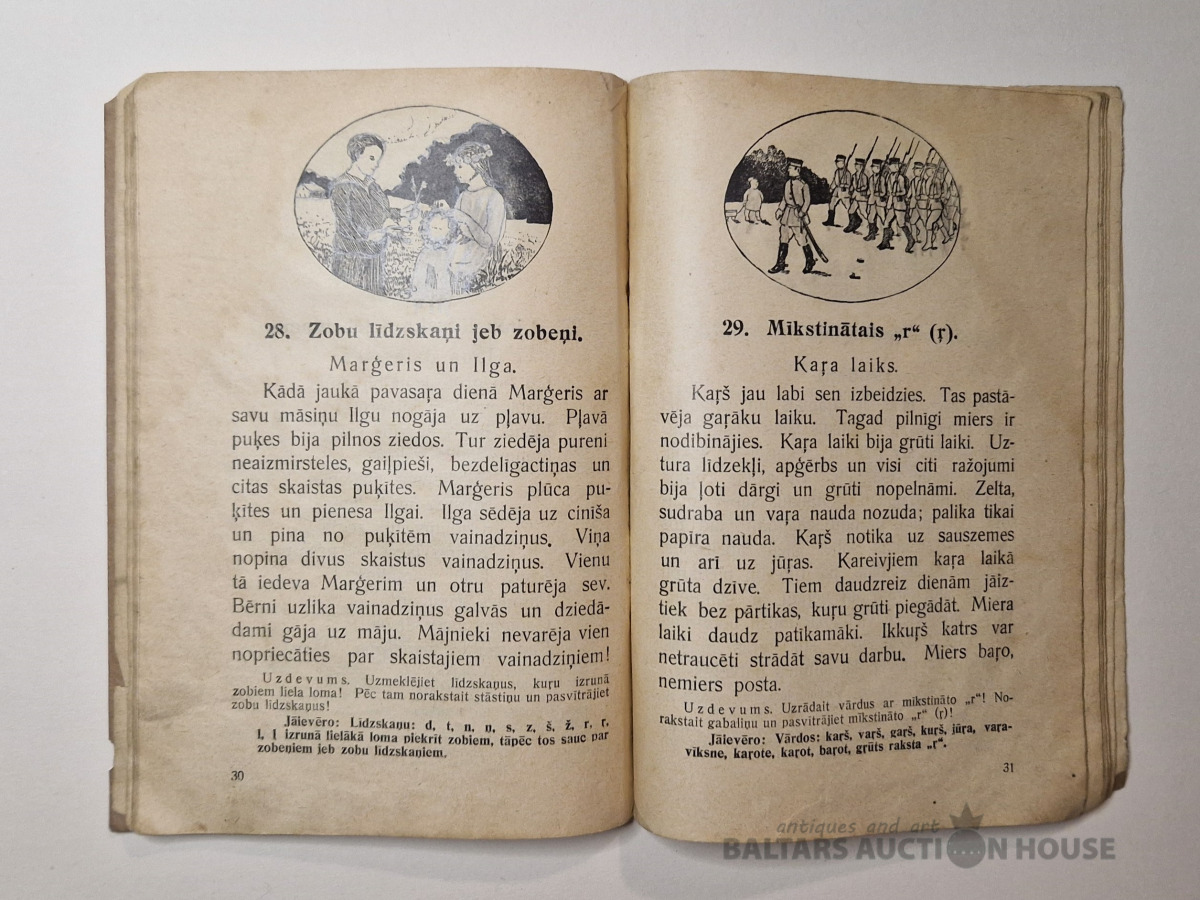 28. Zobu līdzskaņi jeb zobeņi.
Marģeris un Ilga.
Kādā jaukā pavasaŗa dienā Marģeris ar
savu māsiņu Ilgu nogāja uz pļavu. Pļavā
puķes bija pilnos ziedos. Tur ziedēja pureni
neaizmirsteles, gaiļpieši, bezdelīgactiņas un
citas skaistas puķītes. Marģeris plūca pu-
ķītes un pienesa Ilgai. Ilga sēdēja uz cinīša
un pina no puķītēm vainadziņus. Viņa
nopina divus skaistus vainadziņus. Vienu
tā iedeva Marģerim un otru paturēja sev.
Bērni uzlika vainadziņus galvās un dziedā-
dami gāja uz māju. Mājnieki nevarēja vien
nopriecāties par skaistajiem vainadziņiem!
Uzdevums. Uzmeklējiet līdzskaņus, kuŗu izrunā
zobiem liela loma! Pēc tam norakstait stāstiņu un pasvītrājiet
zobu līdzskaņus!
Jāievēro: Līdzskaņu: d, t, n, ņ, s, z, š, ž, r, ŗ,
l, ļ izrunā lielākā loma piekrīt zobiem, tāpēc tos sauc par
zobeņiem jeb zobu līdzskaņiem.
30
29. Mīkstinātais „r“ (ŗ).
Kaŗa laiks.
Kaŗš jau labi sen izbeidzies. Tas pastā-
vēja gaŗāku laiku. Tagad pilnīgi miers ir
nodibinājies. Kaŗa laiki bija grūti laiki. Uz-
tura līdzekļi, apģērbs un visi citi ražojumi
bija ļoti dārgi un grūti nopelnāmi. Zelta,
sudraba un vaŗa nauda nozuda; palika tikai
papīra nauda. Kaŗš notika uz sauszemes
un arī uz jūŗas. Kareivjiem kaŗa laikā
grūta dzīve. Tiem daudzreiz dienām jāiz-
tiek bez pārtikas, kuŗu grūti piegādāt. Miera
laiki daudz patīkamāki. Ikkuŗš katrs var
netraucēti strādāt savu darbu. Miers baŗo,
nemiers posta.
Uzdevums. Uzrādait vārdus ar mīkstināto „r“! No-
rakstait gabaliņu un pasvītrājiet mīkstināto „r“ (ŗ)!
Jāievēro: Vārdos: kaŗš, vaŗš, gaŗš, kuŗš, jūŗa, vaŗa-
vīksne, kaŗote, kaŗot, baŗot, grūts raksta „ŗ“.
31
antiques and art
BALTARS AUCTION HOUSE